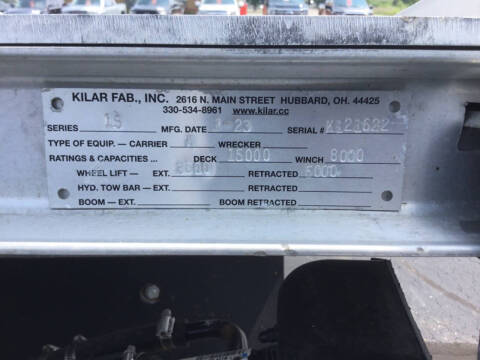 KILAR FAB., INC. 2616 N. MAIN STREET HUBBARD, OH. 44425
330-534-8961 www.kilar.cc
SERIES 15 MFG. DATE -23 SERIAL #
TYPE OF EQUIP. — CARRIER WRECKER
RATINGS & CAPACITIES ... DECK 15000 WINCH 8000
WHEEL LIFT — EXT. RETRACTED 5000
HYD. TOW BAR — EXT. RETRACTED
BOOM — EXT. BOOM RETRACTED